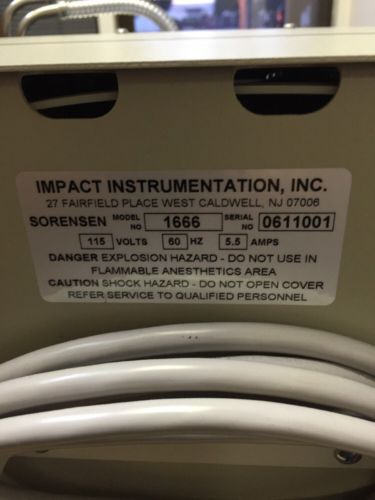 IMPACT INSTRUMENTATION, INC.
27 FAIRFIELD PLACE WEST CALDWELL, NJ 07006
SORENSEN MODEL NO 1666 SERIAL NO 0611001
115 VOLTS 60 HZ 5.5 AMPS
DANGER EXPLOSION HAZARD - DO NOT USE IN
FLAMMABLE ANESTHETICS AREA
CAUTION SHOCK HAZARD - DO NOT OPEN COVER
REFER SERVICE TO QUALIFIED PERSONNEL